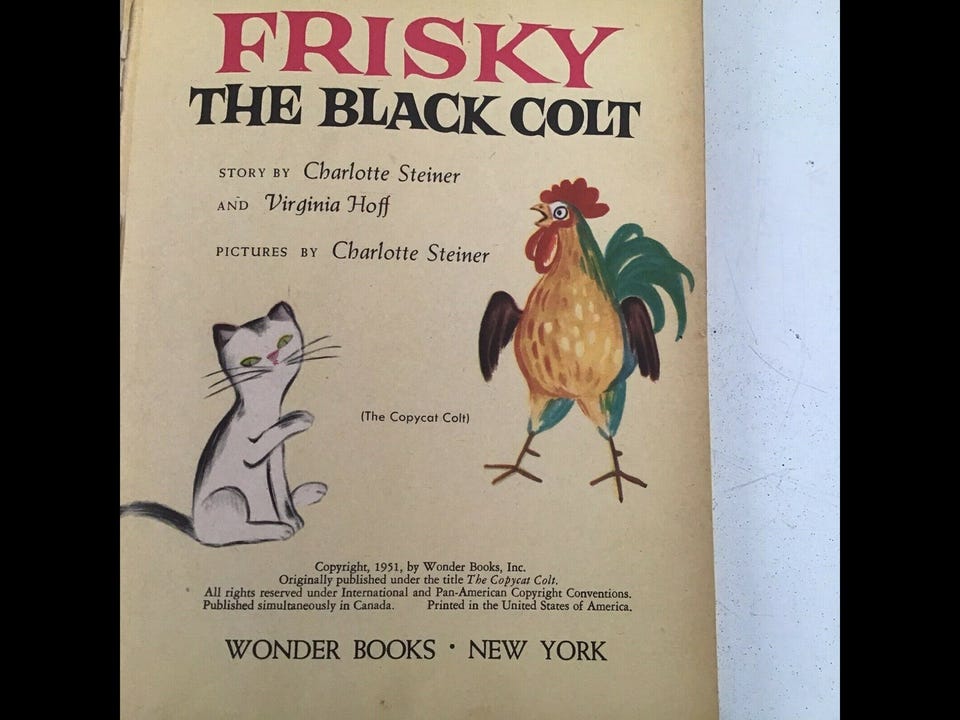 FRISKY
THE BLACK COLT
STORY BY Charlotte Steiner
AND Virginia Hoff
PICTURES BY Charlotte Steiner
(The Copycat Colt)
Copyright, 1951, by Wonder Books, Inc.
Originally published under the title The Copycat Colt.
All rights reserved under International and Pan-American Copyright Conventions.
Published simultaneously in Canada. Printed in the United States of America.
WONDER BOOKS · NEW YORK